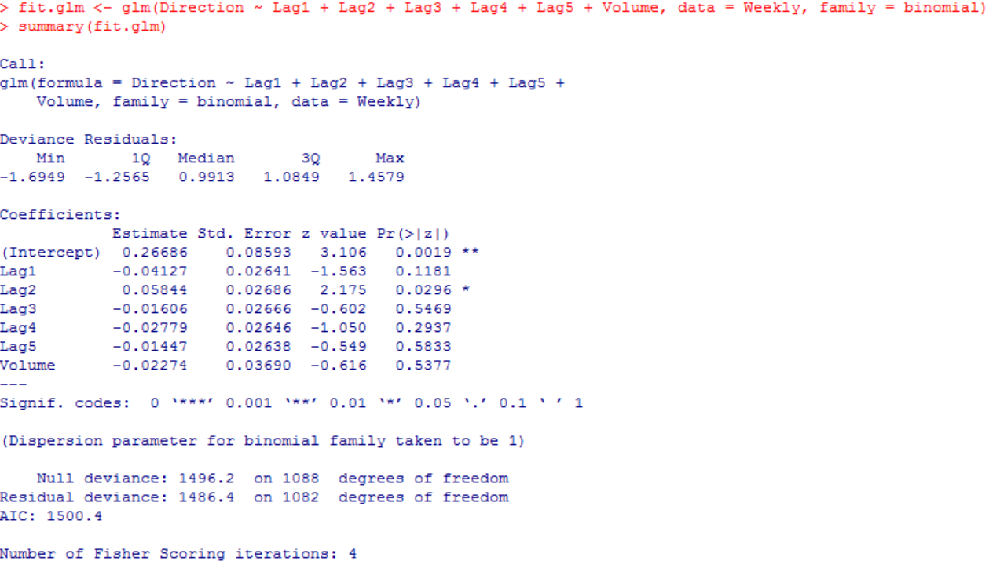 > fit.glm <- glm(Direction ~ Lag1 + Lag2 + Lag3 + Lag4 + Lag5 + Volume, data = Weekly, family = binomial)
> summary(fit.glm)
Call:
glm(formula = Direction ~ Lag1 + Lag2 + Lag3 + Lag4 + Lag5 +
    Volume, family = binomial, data = Weekly)
Deviance Residuals:
    Min       1Q   Median       3Q      Max
-1.6949  -1.2565   0.9913   1.0849   1.4579
Coefficients:
            Estimate Std. Error z value Pr(>|z|)
(Intercept)  0.26686    0.08593   3.106   0.0019 **
Lag1        -0.04127    0.02641  -1.563   0.1181
Lag2         0.05844    0.02686   2.175   0.0296 *
Lag3        -0.01606    0.02666  -0.602   0.5469
Lag4        -0.02779    0.02646  -1.050   0.2937
Lag5        -0.01447    0.02638  -0.549   0.5833
Volume      -0.02274    0.03690  -0.616   0.5377
---
Signif. codes:  0 ‘***’ 0.001 ‘**’ 0.01 ‘*’ 0.05 ‘.’ 0.1 ‘ ’ 1
(Dispersion parameter for binomial family taken to be 1)
    Null deviance: 1496.2  on 1088  degrees of freedom
Residual deviance: 1486.4  on 1082  degrees of freedom
AIC: 1500.4
Number of Fisher Scoring iterations: 4